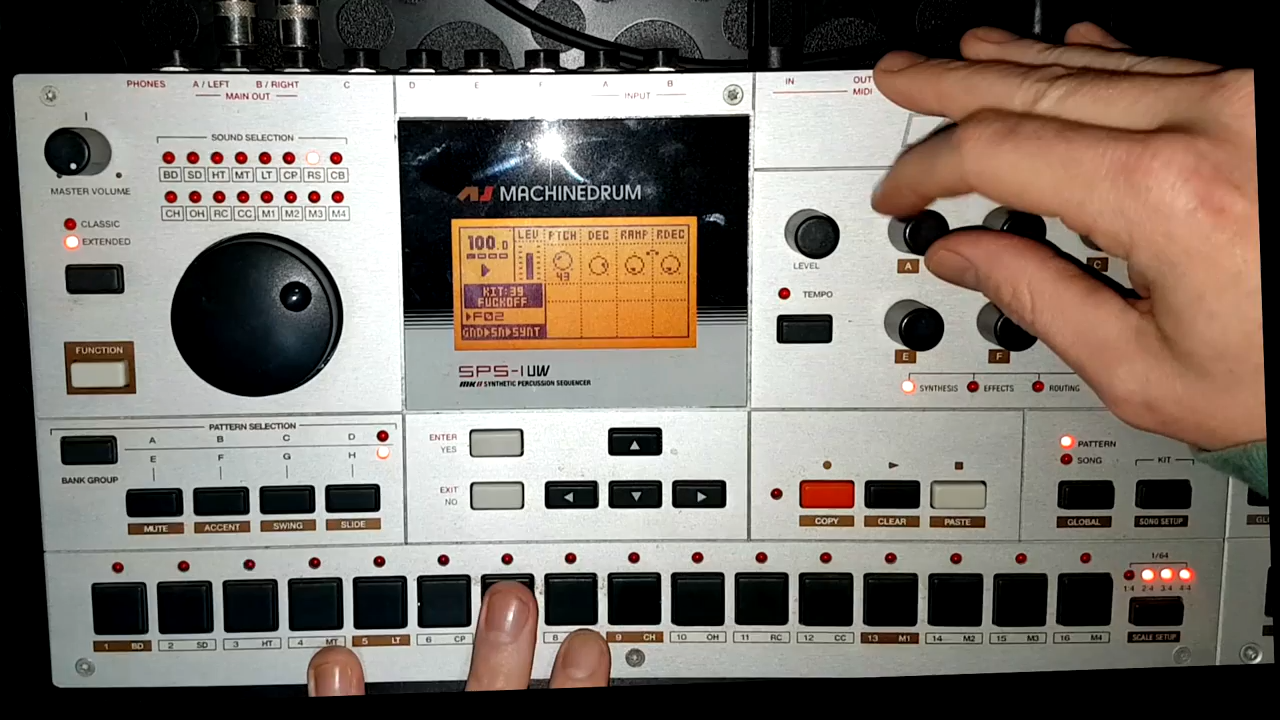 PHONES A / LEFT B / RIGHT C D E F A B
MAIN OUT INPUT
IN OUT
MIDI
MASTER VOLUME
SOUND SELECTION
BD SD HT MT LT CP RS CB
CH OH RC CC M1 M2 M3 M4
CLASSIC
EXTENDED
FUNCTION
MACHINEDRUM
100.0 LEV PTCH DEC RAMP RDEC
43
KIT:39
FUCKOFF
F02
GND▸SN▸SYNT
SPS-1UW
MKII SYNTHETIC PERCUSSION SEQUENCER
LEVEL
A C
TEMPO
E F
SYNTHESIS EFFECTS ROUTING
PATTERN SELECTION
A B C D
E F G H
BANK GROUP
MUTE ACCENT SWING SLIDE
ENTER
YES
EXIT
NO
COPY CLEAR PASTE
PATTERN
SONG
KIT
GLOBAL SONG SETUP
1/64
1:4 2:4 3:4 4:4
SCALE SETUP
1 BD 2 SD 3 HT 4 MT 5 LT 6 CP 8 9 CH 10 OH 11 RC 12 CC 13 M1 14 M2 15 M3 16 M4